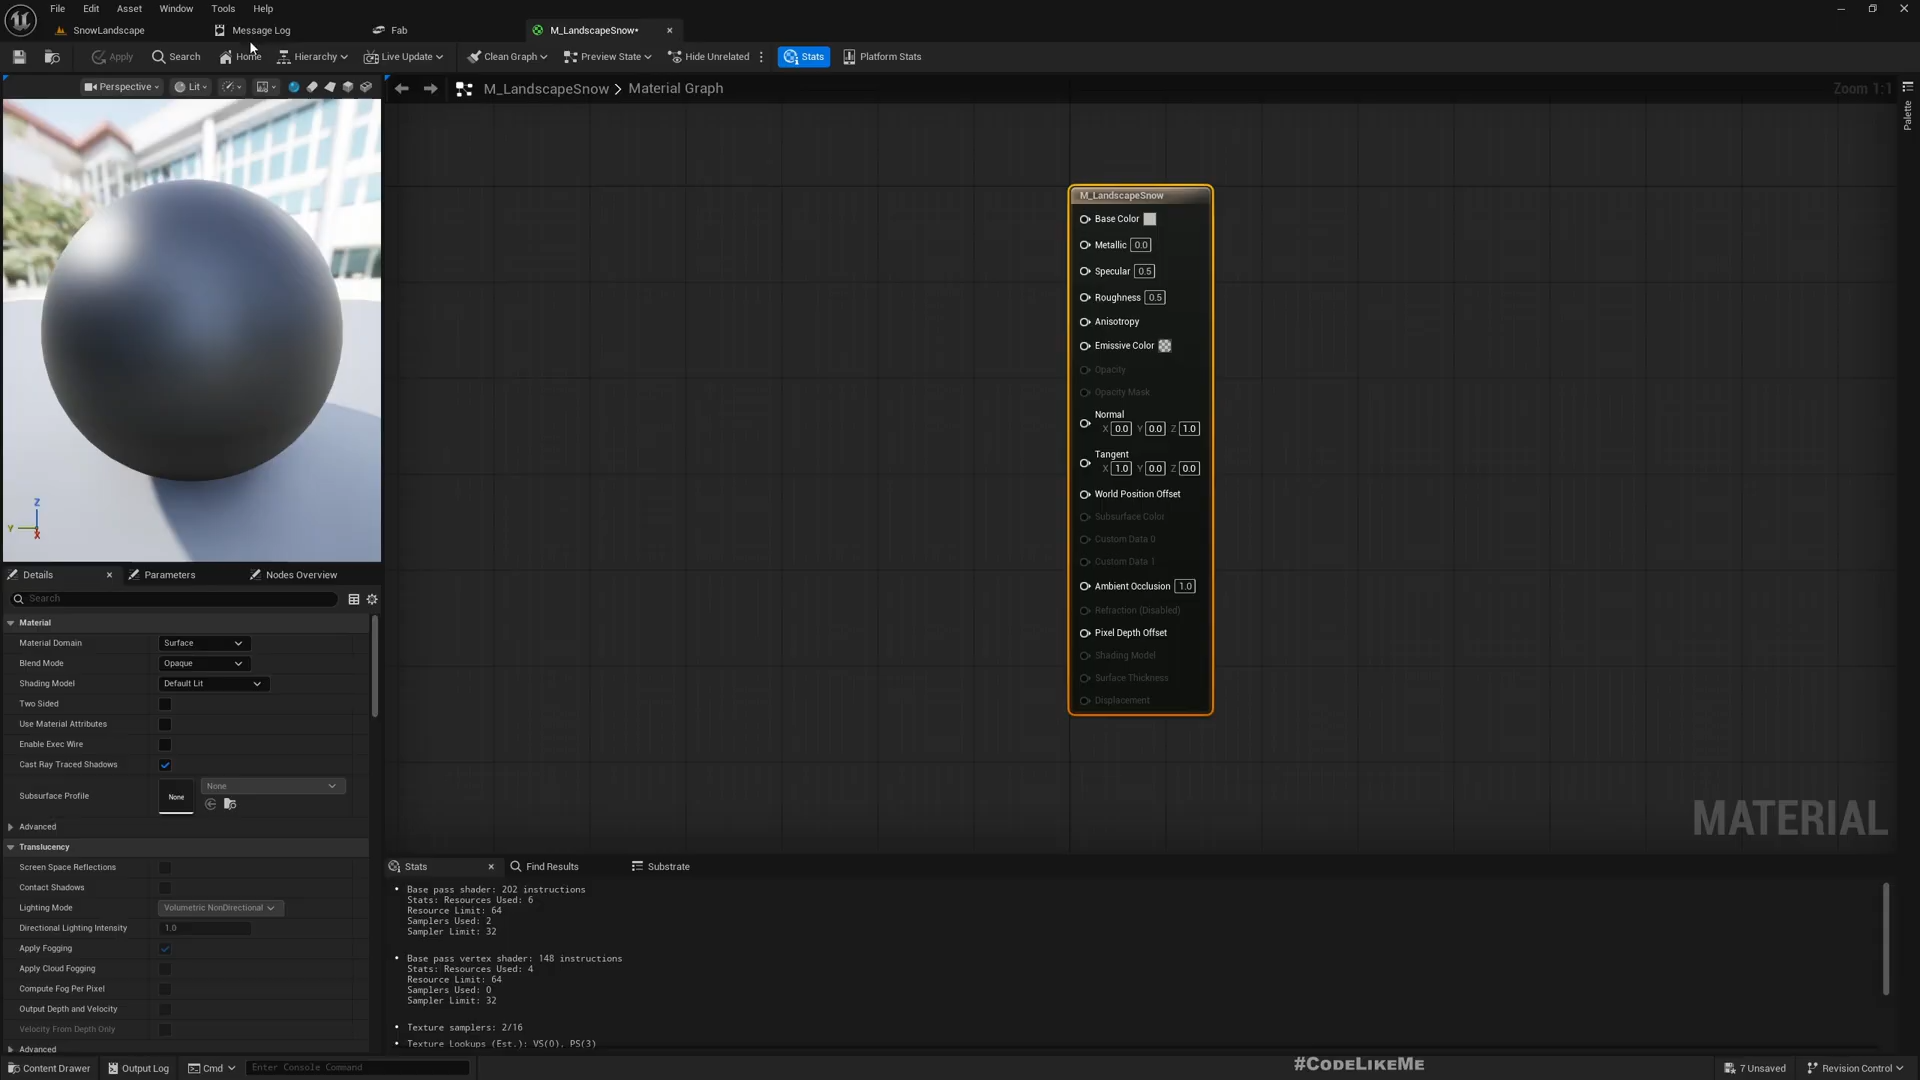 File Edit Asset Window Tools Help
SnowLandscape Message Log Fab M_LandscapeSnow*
Apply Search Home Hierarchy Live Update Clean Graph Preview State Hide Unrelated Stats Platform Stats
Perspective Lit
M_LandscapeSnow > Material Graph
Zoom 1:1
Palette
M_LandscapeSnow
Base Color
Metallic 0.0
Specular 0.5
Roughness 0.5
Anisotropy
Emissive Color
Opacity
Opacity Mask
Normal
X 0.0 Y 0.0 Z 1.0
Tangent
X 1.0 Y 0.0 Z 0.0
World Position Offset
Subsurface Color
Custom Data 0
Custom Data 1
Ambient Occlusion 1.0
Refraction (Disabled)
Pixel Depth Offset
Shading Model
Surface Thickness
Displacement
MATERIAL
Z
Y
X
Details Parameters Nodes Overview
Search
Material
Material Domain Surface
Blend Mode Opaque
Shading Model Default Lit
Two Sided
Use Material Attributes
Enable Exec Wire
Cast Ray Traced Shadows
Subsurface Profile None None
Advanced
Translucency
Screen Space Reflections
Contact Shadows
Lighting Mode Volumetric NonDirectional
Directional Lighting Intensity 1.0
Apply Fogging
Apply Cloud Fogging
Compute Fog Per Pixel
Output Depth and Velocity
Velocity From Depth Only
Advanced
Stats Find Results Substrate
• Base pass shader: 202 instructions
Stats: Resources Used: 6
Resource Limit: 64
Samplers Used: 2
Sampler Limit: 32
• Base pass vertex shader: 148 instructions
Stats: Resources Used: 4
Resource Limit: 64
Samplers Used: 0
Sampler Limit: 32
• Texture samplers: 2/16
• Texture Lookups (Est.): VS(0), PS(3)
Content Drawer Output Log Cmd Enter Console Command
#CodeLikeMe
7 Unsaved Revision Control